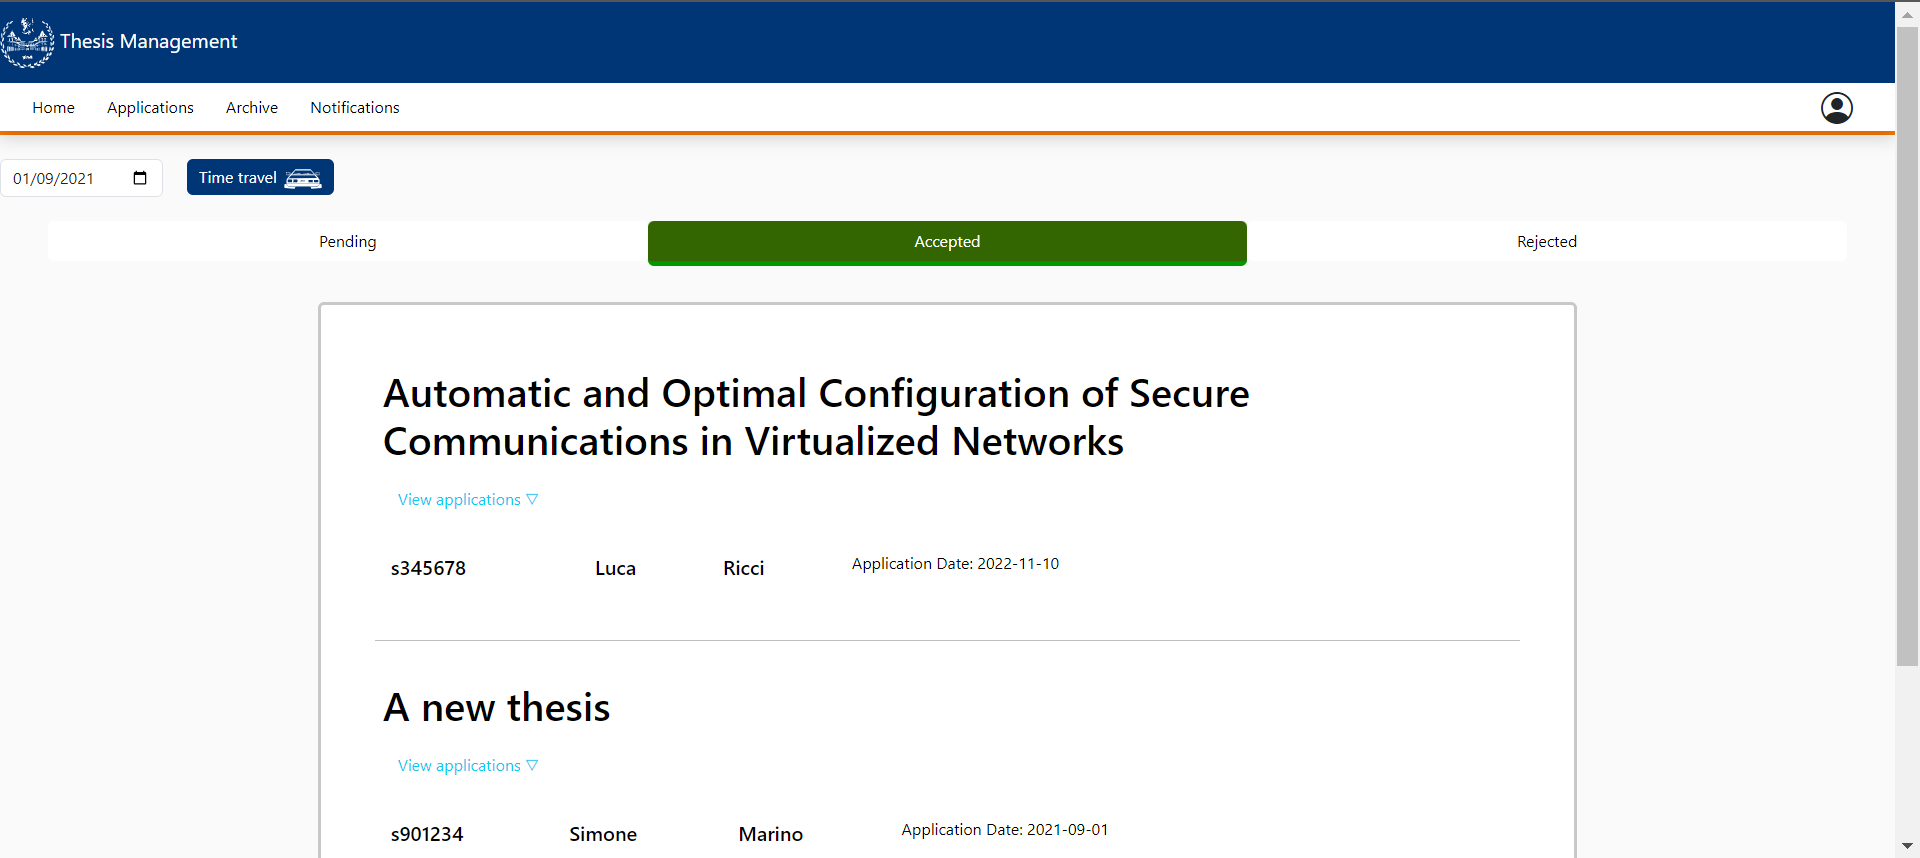 Thesis Management
Home Applications Archive Notifications
01/09/2021 Time travel
Pending Accepted Rejected
Automatic and Optimal Configuration of Secure
Communications in Virtualized Networks
View applications ▽
s345678 Luca Ricci Application Date: 2022-11-10
A new thesis
View applications ▽
s901234 Simone Marino Application Date: 2021-09-01